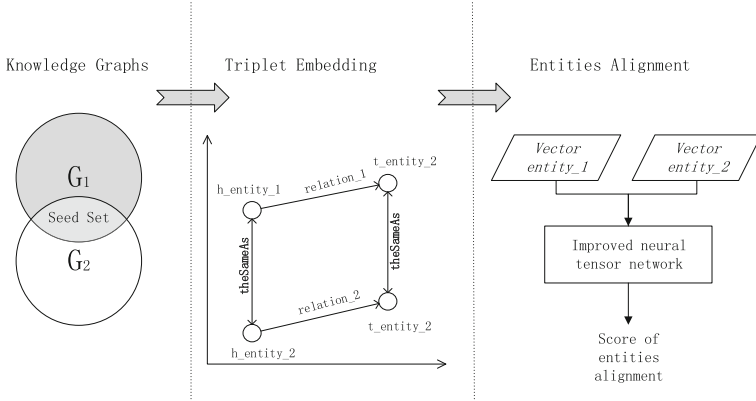 Knowledge Graphs
G1
Seed Set
G2
Triplet Embedding
t_entity_2
h_entity_1
relation_1
theSameAs
theSameAs
relation_2
t_entity_2
h_entity_2
Entities Alignment
Vector
entity_1
Vector
entity_2
Improved neural
tensor network
Score of
entities
alignment